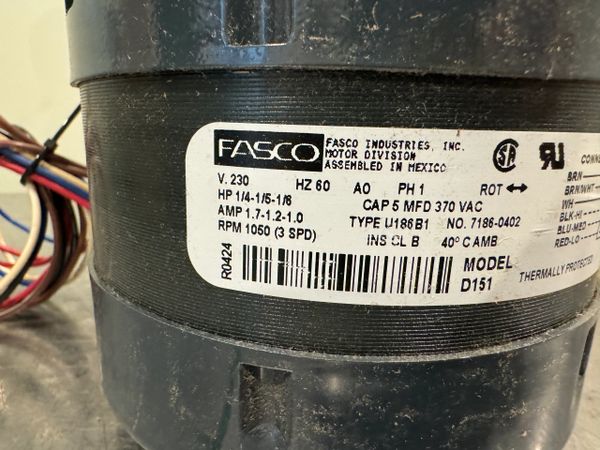 FASCO
FASCO INDUSTRIES, INC.
MOTOR DIVISION
ASSEMBLED IN MEXICO
V. 230 HZ 60 AO PH 1 ROT ↔
HP 1/4-1/5-1/6 CAP 5 MFD 370 VAC
AMP 1.7-1.2-1.0 TYPE U186B1 NO. 7186-0402
RPM 1050 (3 SPD) INS CL B 40° C AMB
R0424
MODEL
D151
THERMALLY PROTECTED
CONNE
BRN
BRN/WHT
WH
BLK-HI
BLU-MED
RED-LO